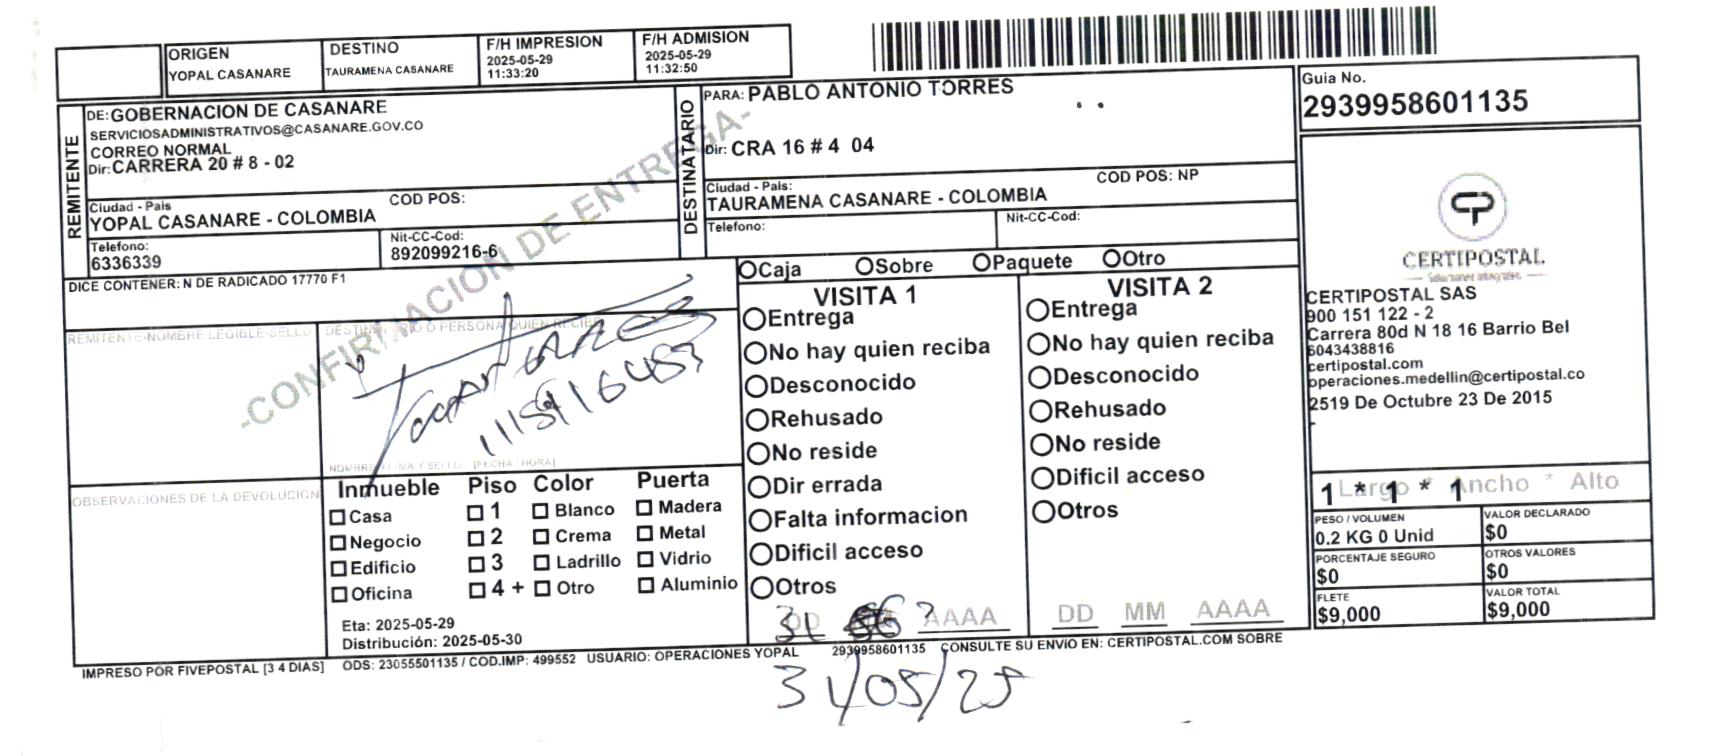 ORIGEN
YOPAL CASANARE
DESTINO
TAURAMENA CASANARE
F/H IMPRESION
2025-05-29
11:33:20
F/H ADMISION
2025-05-29
11:32:50
REMITENTE
DE: GOBERNACION DE CASANARE
SERVICIOSADMINISTRATIVOS@CASANARE.GOV.CO
CORREO NORMAL
Dir: CARRERA 20 # 8 - 02
Ciudad - Pais
COD POS:
YOPAL CASANARE - COLOMBIA
Telefono:
6336339
Nit-CC-Cod:
892099216-6
DESTINATARIO
PARA: PABLO ANTONIO TORRES
Dir: CRA 16 # 4 04
Ciudad - Pais:
COD POS: NP
TAURAMENA CASANARE - COLOMBIA
Telefono:
Nit-CC-Cod:
Guia No.
2939958601135
CERTIPOSTAL
Soluciones Integrales
CERTIPOSTAL SAS
900 151 122 - 2
Carrera 80d N 18 16 Barrio Bel
6043438816
certipostal.com
operaciones.medellin@certipostal.co
2519 De Octubre 23 De 2015
-
DICE CONTENER: N DE RADICADO 17770 F1
-CONFIRMACION DE ENTREGA-
REMITENTE-NOMBRE LEGIBLE-SELLO
DESTINATARIO O PERSONA QUIEN RECIBE
NOMBRE FIRMA Y SELLO [FECHA / HORA]
OBSERVACIONES DE LA DEVOLUCION
Inmueble
Casa
Negocio
Edificio
Oficina
Piso
1
2
3
4 +
Color
Blanco
Crema
Ladrillo
Otro
Puerta
Madera
Metal
Vidrio
Aluminio
Eta: 2025-05-29
Distribución: 2025-05-30
Caja Sobre Paquete Otro
VISITA 1
Entrega
No hay quien reciba
Desconocido
Rehusado
No reside
Dir errada
Falta informacion
Dificil acceso
Otros
31
DD AAAA
VISITA 2
Entrega
No hay quien reciba
Desconocido
Rehusado
No reside
Dificil acceso
Otros
DD MM AAAA
1 * 1 * 1
Largo * Ancho * Alto
PESO / VOLUMEN
0.2 KG 0 Unid
VALOR DECLARADO
$0
PORCENTAJE SEGURO
$0
OTROS VALORES
$0
FLETE
$9,000
VALOR TOTAL
$9,000
IMPRESO POR FIVEPOSTAL [3 4 DIAS] ODS: 23055501135 / COD.IMP: 499552 USUARIO: OPERACIONES YOPAL 2939958601135 CONSULTE SU ENVíO EN: CERTIPOSTAL.COM SOBRE
31/05/25